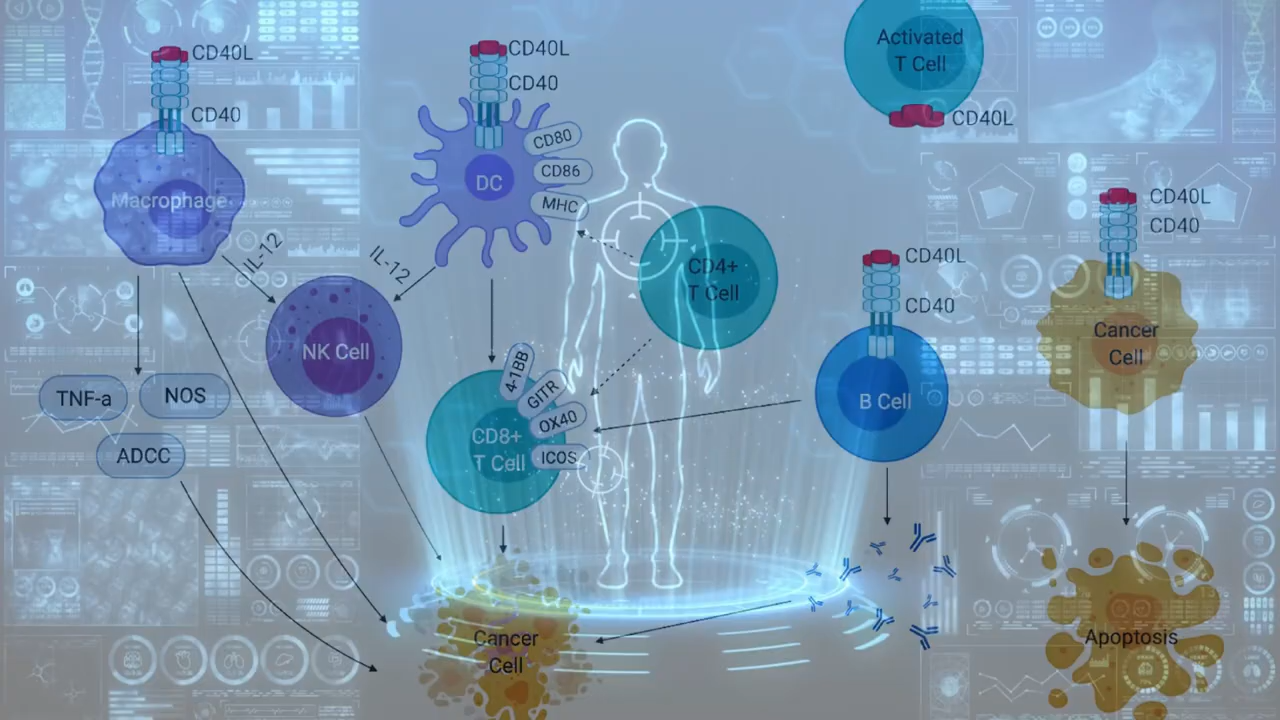 CD40L
CD40
Macrophage
IL-12
TNF-a
NOS
ADCC
CD40L
CD40
DC
CD80
CD86
MHC
IL-12
NK Cell
4-1BB
GITR
OX40
ICOS
CD8+
T Cell
CD4+
T Cell
Cancer
Cell
Activated
T Cell
CD40L
CD40L
CD40
B Cell
CD40L
CD40
Cancer
Cell
Apoptosis